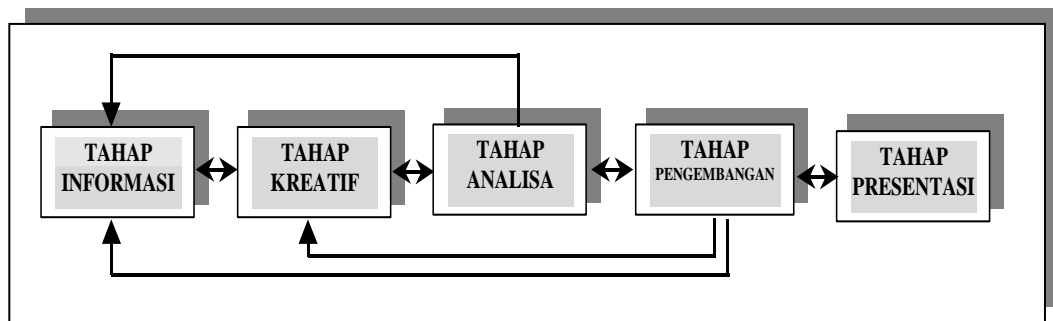 TAHAP
INFORMASI
TAHAP
KREATIF
TAHAP
ANALISA
TAHAP
PENGEMBANGAN
TAHAP
PRESENTASI